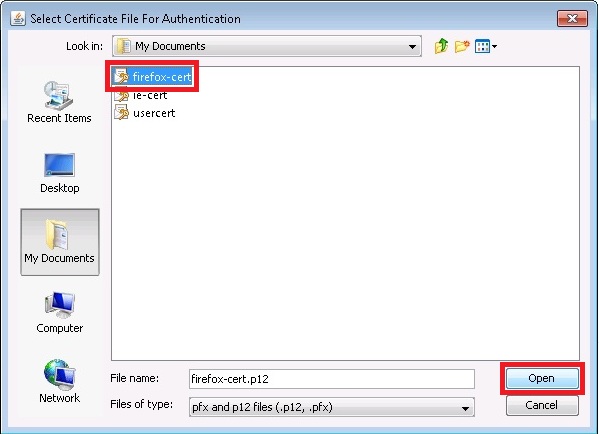 Select Certificate File For Authentication
Look in: My Documents
firefox-cert
ie-cert
usercert
Recent Items
Desktop
My Documents
Computer
Network
File name: firefox-cert.p12 Open
Files of type: pfx and p12 files (.p12, .pfx) Cancel